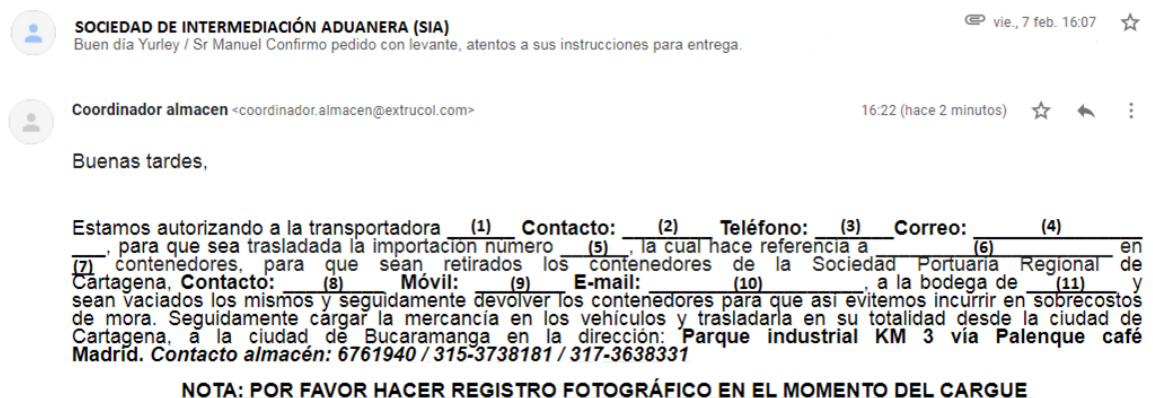 SOCIEDAD DE INTERMEDIACIÓN ADUANERA (SIA)
vie., 7 feb. 16:07
Buen día Yurley / Sr Manuel Confirmo pedido con levante, atentos a sus instrucciones para entrega.
Coordinador almacen <coordinador.almacen@extrucol.com>
16:22 (hace 2 minutos)
Buenas tardes,
Estamos autorizando a la transportadora (1) Contacto: (2) Teléfono: (3) Correo: (4)
, para que sea trasladada la importación número (5) , la cual hace referencia a (6) en
(7) contenedores, para que sean retirados los contenedores de la Sociedad Portuaria Regional de
Cartagena, Contacto: (8) Móvil: (9) E-mail: (10) , a la bodega de (11) y
sean vaciados los mismos y seguidamente devolver los contenedores para que así evitemos incurrir en sobrecostos
de mora. Seguidamente cargar la mercancía en los vehículos y trasladarla en su totalidad desde la ciudad de
Cartagena, a la ciudad de Bucaramanga en la dirección: Parque industrial KM 3 vía Palenque café
Madrid. Contacto almacén: 6761940 / 315-3738181 / 317-3638331
NOTA: POR FAVOR HACER REGISTRO FOTOGRÁFICO EN EL MOMENTO DEL CARGUE